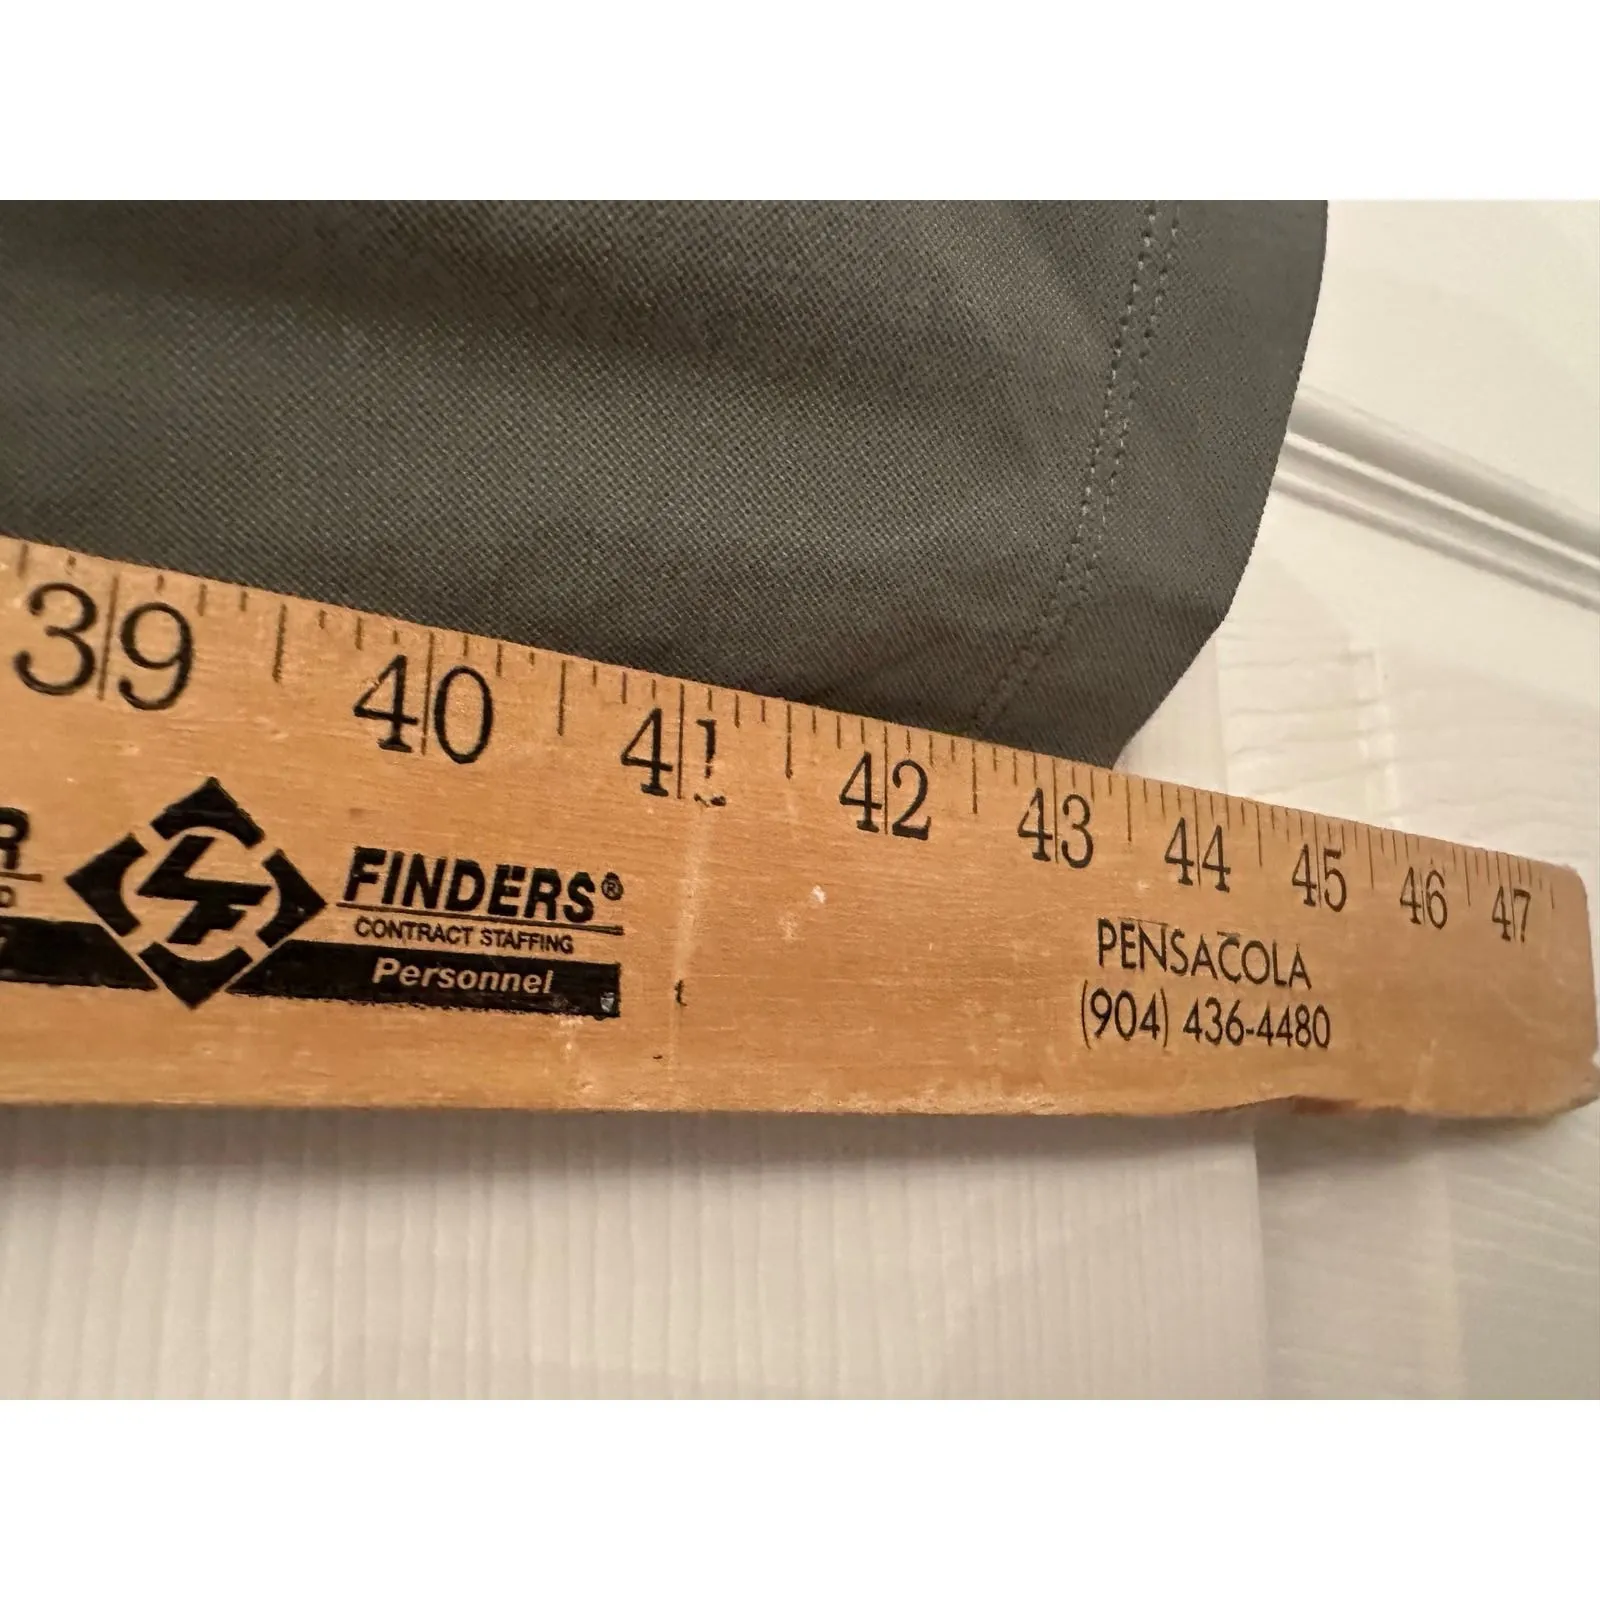 39 40 41 42 43 44 45 46 47
R
FINDERS®
CONTRACT STAFFING
Personnel
PENSACOLA
(904) 436-4480